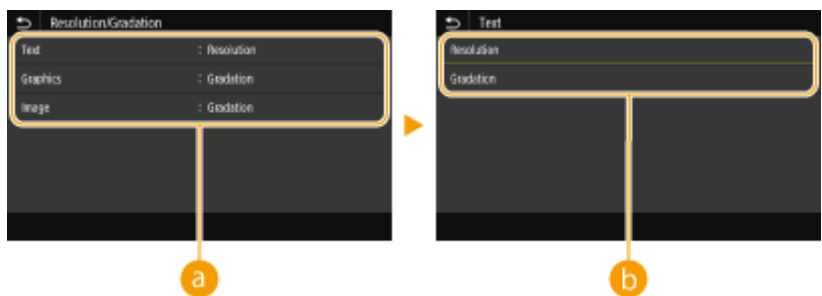 Resolution/Gradation
Text : Resolution
Graphics : Gradation
Image : Gradation
a
Text
Resolution
Gradation
b